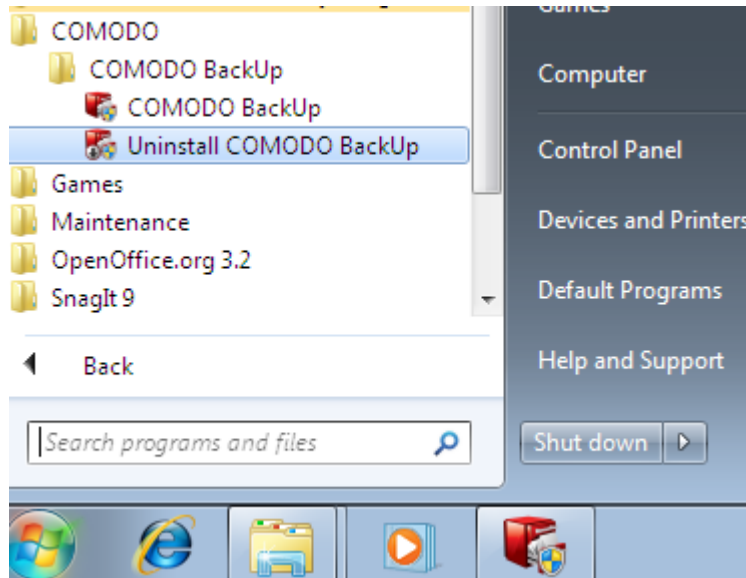 COMODO
COMODO BackUp
COMODO BackUp
Uninstall COMODO BackUp
Games
Maintenance
OpenOffice.org 3.2
SnagIt 9
Back
Search programs and files
Games
Computer
Control Panel
Devices and Printers
Default Programs
Help and Support
Shut down